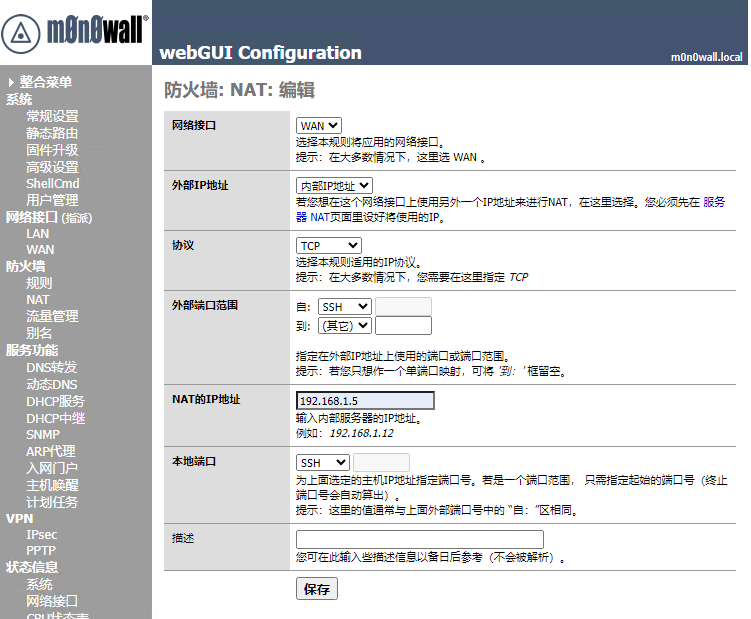 m0n0wall®
webGUI Configuration
m0n0wall.local
整合菜单
系统
常规设置
静态路由
固件升级
高级设置
ShellCmd
用户管理
网络接口 (指派)
LAN
WAN
防火墙
规则
NAT
流量管理
别名
服务功能
DNS转发
动态DNS
DHCP服务
DHCP中继
SNMP
ARP代理
入网门户
主机唤醒
计划任务
VPN
IPsec
PPTP
状态信息
系统
网络接口
CPU状态表
防火墙: NAT: 编辑
网络接口
WAN
选择本规则将应用的网络接口。
提示：在大多数情况下，这里选 WAN 。
外部IP地址
内部IP地址
若您想在这个网络接口上使用另外一个IP地址来进行NAT，在这里选择。您必须先在 服务
器 NAT页面里设好将使用的IP。
协议
TCP
选择本规则适用的IP协议。
提示：在大多数情况下，您需要在这里指定 TCP
外部端口范围
自: SSH
到: (其它)
指定在外部IP地址上使用的端口或端口范围。
提示：若您只想作一个单端口映射，可将 '到：' 框留空。
NAT的IP地址
192.168.1.5
输入内部服务器的IP地址。
例如：192.168.1.12
本地端口
SSH
为上面选定的主机IP地址指定端口号。若是一个端口范围， 只需指定起始的端口号（终止
端口号会自动算出）。
提示：这里的值通常与上面外部端口号中的 “自：”区相同。
描述
您可在此输入些描述信息以备日后参考（不会被解析）。
保存